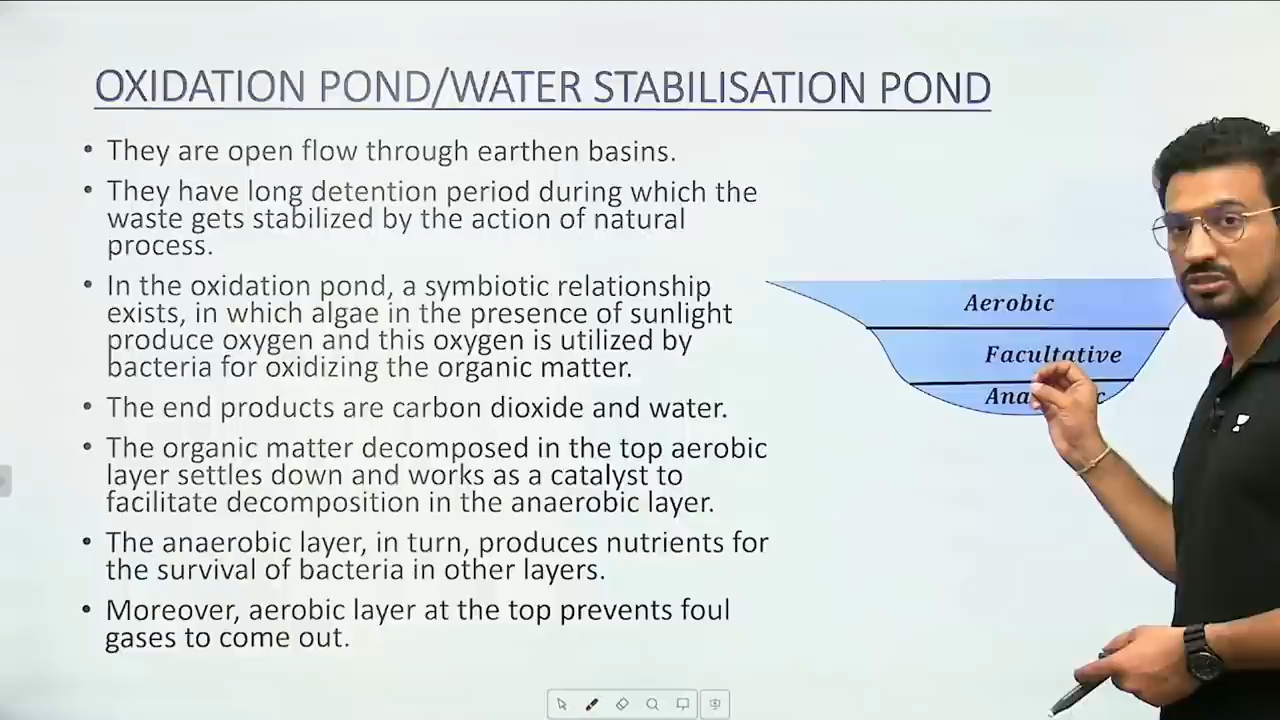 OXIDATION POND/WATER STABILISATION POND
• They are open flow through earthen basins.
• They have long detention period during which the
waste gets stabilized by the action of natural
process.
• In the oxidation pond, a symbiotic relationship
exists, in which algae in the presence of sunlight
produce oxygen and this oxygen is utilized by
bacteria for oxidizing the organic matter.
• The end products are carbon dioxide and water.
• The organic matter decomposed in the top aerobic
layer settles down and works as a catalyst to
facilitate decomposition in the anaerobic layer.
• The anaerobic layer, in turn, produces nutrients for
the survival of bacteria in other layers.
• Moreover, aerobic layer at the top prevents foul
gases to come out.
Aerobic
Facultative